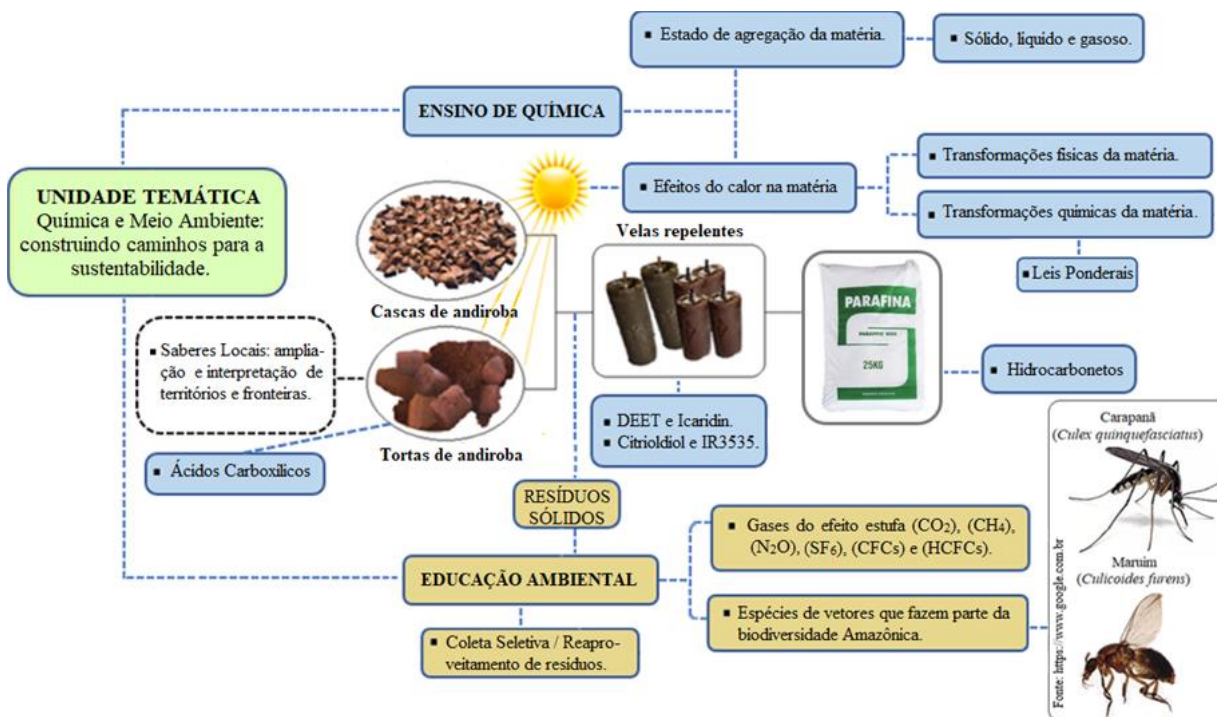 ▪ Estado de agregação da matéria.
▪ Sólido, líquido e gasoso.
ENSINO DE QUÍMICA
▪ Transformações físicas da matéria.
▪ Efeitos do calor na matéria
▪ Transformações químicas da matéria.
▪ Leis Ponderais
UNIDADE TEMÁTICA
Química e Meio Ambiente:
construindo caminhos para a
sustentabilidade.
Velas repelentes
Cascas de andiroba
PARAFINA
25KG
▪ Saberes Locais: amplia-
ção e interpretação de
territórios e fronteiras.
▪ Hidrocarbonetos
▪ DEET e Icaridin.
▪ Citrioldiol e IR3535.
Tortas de andiroba
▪ Ácidos Carboxílicos
Carapanã
(Culex quinquefasciatus)
RESÍDUOS
SÓLIDOS
▪ Gases do efeito estufa (CO₂), (CH₄),
(N₂O), (SF₆), (CFCs) e (HCFCs).
EDUCAÇÃO AMBIENTAL
Maruim
(Culicoides furens)
▪ Espécies de vetores que fazem parte da
biodiversidade Amazônica.
▪ Coleta Seletiva / Reapro-
veitamento de resíduos.
Fonte: https://www.google.com.br